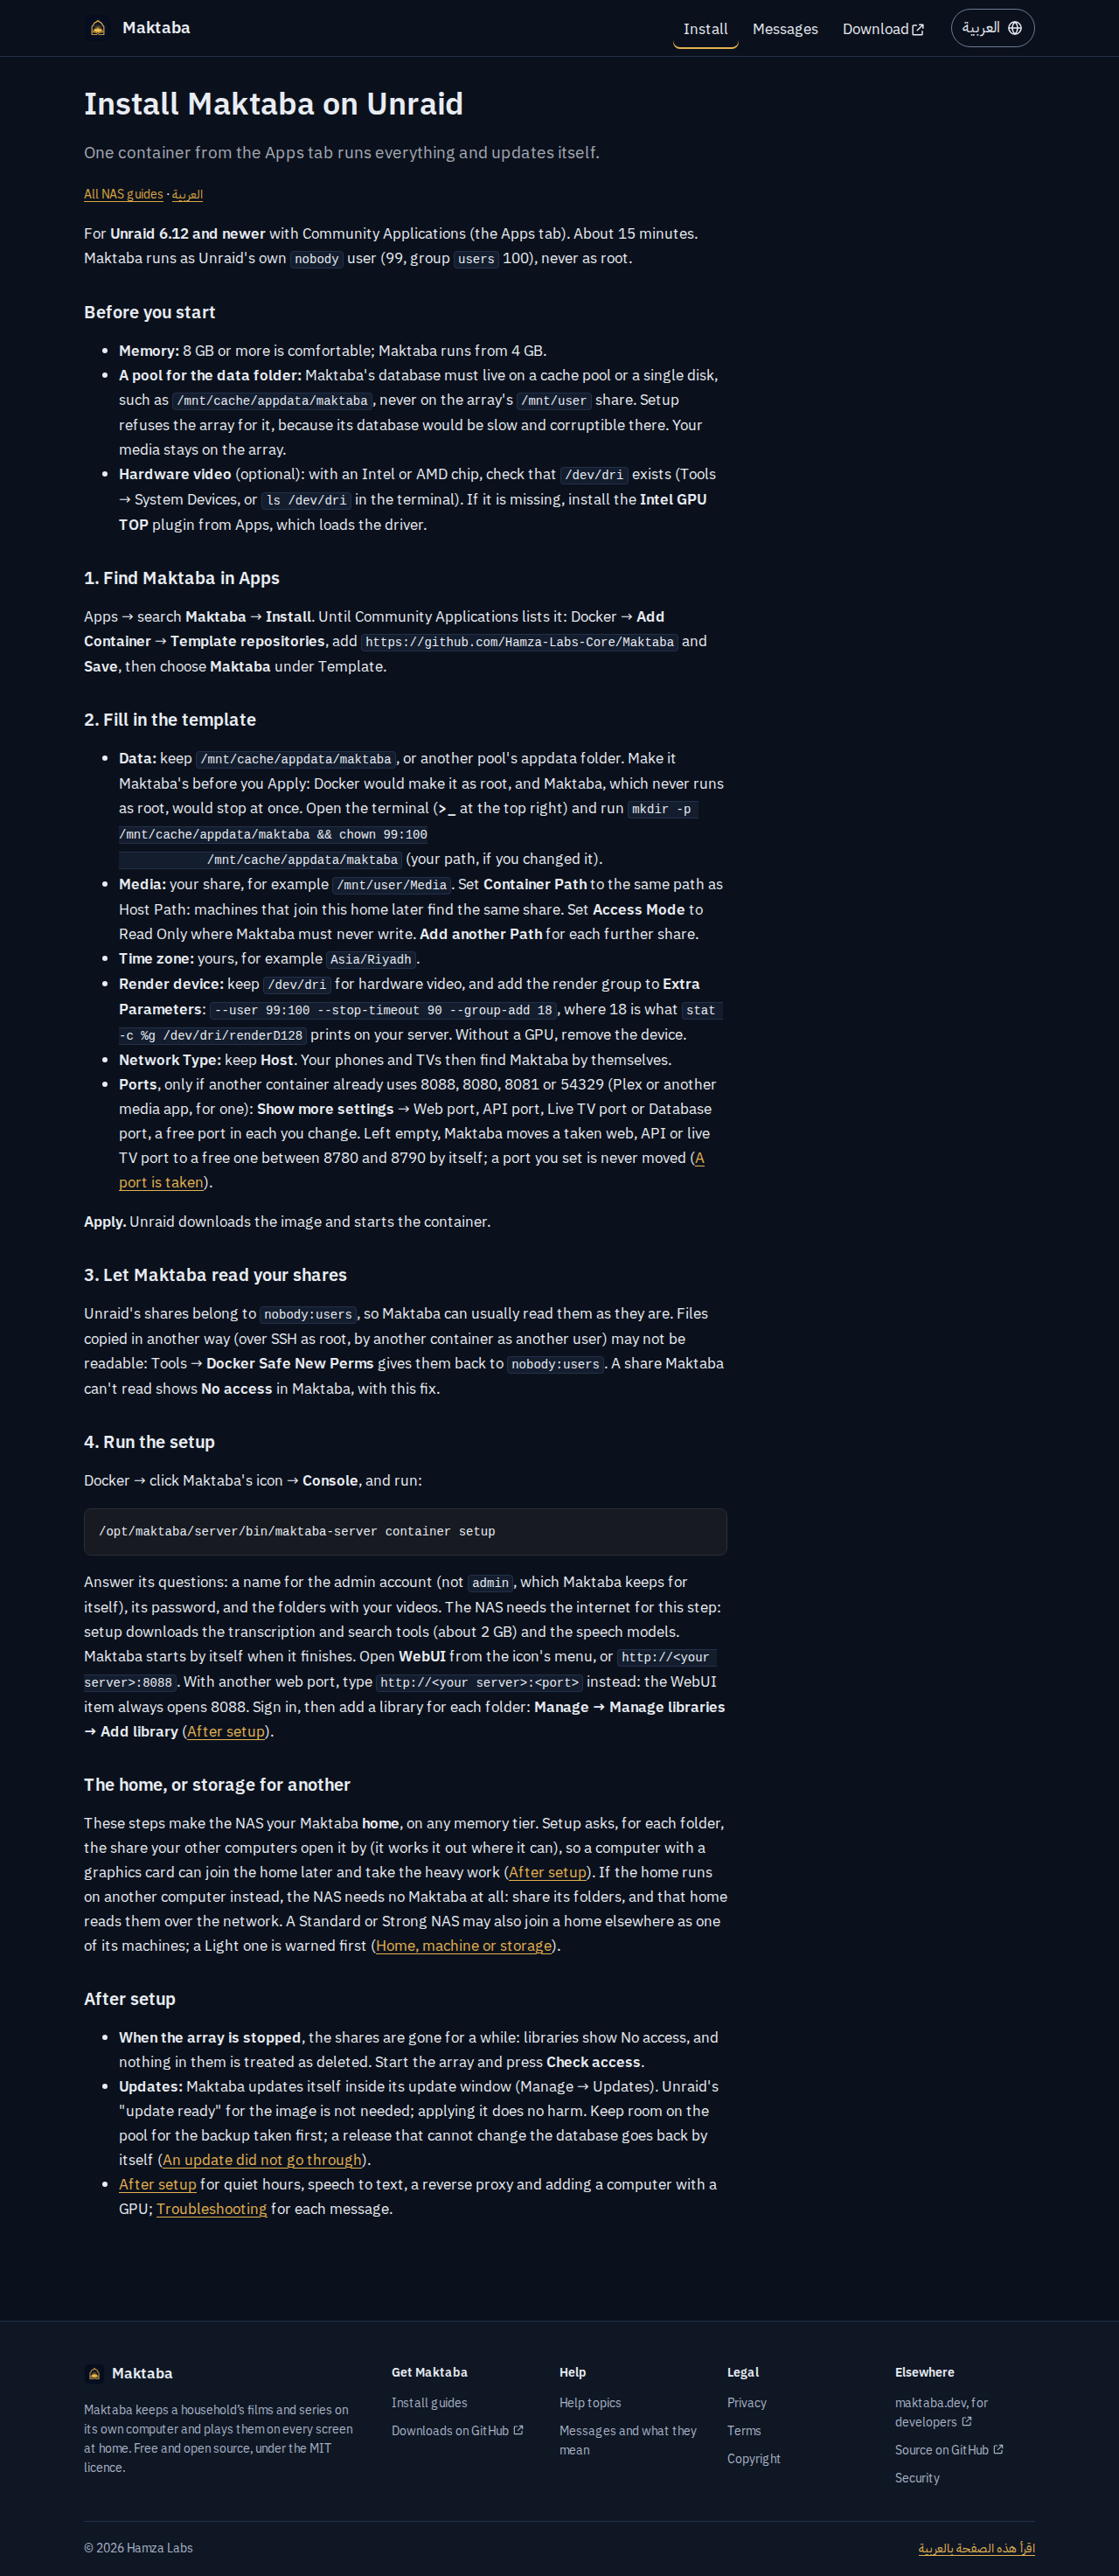 Maktaba
Install
Messages
Download
العربية
Install Maktaba on Unraid
One container from the Apps tab runs everything and updates itself.
All NAS guides · العربية
For Unraid 6.12 and newer with Community Applications (the Apps tab). About 15 minutes.
Maktaba runs as Unraid's own nobody user (99, group users 100), never as root.
Before you start
• Memory: 8 GB or more is comfortable; Maktaba runs from 4 GB.
• A pool for the data folder: Maktaba's database must live on a cache pool or a single disk,
such as /mnt/cache/appdata/maktaba, never on the array's /mnt/user share. Setup
refuses the array for it, because its database would be slow and corruptible there. Your
media stays on the array.
• Hardware video (optional): with an Intel or AMD chip, check that /dev/dri exists (Tools
→ System Devices, or ls /dev/dri in the terminal). If it is missing, install the Intel GPU
TOP plugin from Apps, which loads the driver.
1. Find Maktaba in Apps
Apps → search Maktaba → Install. Until Community Applications lists it: Docker → Add
Container → Template repositories, add https://github.com/Hamza-Labs-Core/Maktaba and
Save, then choose Maktaba under Template.
2. Fill in the template
• Data: keep /mnt/cache/appdata/maktaba, or another pool's appdata folder. Make it
Maktaba's before you Apply: Docker would make it as root, and Maktaba, which never runs
as root, would stop at once. Open the terminal (>_ at the top right) and run mkdir -p
/mnt/cache/appdata/maktaba && chown 99:100
/mnt/cache/appdata/maktaba (your path, if you changed it).
• Media: your share, for example /mnt/user/Media. Set Container Path to the same path as
Host Path: machines that join this home later find the same share. Set Access Mode to
Read Only where Maktaba must never write. Add another Path for each further share.
• Time zone: yours, for example Asia/Riyadh.
• Render device: keep /dev/dri for hardware video, and add the render group to Extra
Parameters: --user 99:100 --stop-timeout 90 --group-add 18, where 18 is what stat
-c %g /dev/dri/renderD128 prints on your server. Without a GPU, remove the device.
• Network Type: keep Host. Your phones and TVs then find Maktaba by themselves.
• Ports, only if another container already uses 8088, 8080, 8081 or 54329 (Plex or another
media app, for one): Show more settings → Web port, API port, Live TV port or Database
port, a free port in each you change. Left empty, Maktaba moves a taken web, API or live
TV port to a free one between 8780 and 8790 by itself; a port you set is never moved (A
port is taken).
Apply. Unraid downloads the image and starts the container.
3. Let Maktaba read your shares
Unraid's shares belong to nobody:users, so Maktaba can usually read them as they are. Files
copied in another way (over SSH as root, by another container as another user) may not be
readable: Tools → Docker Safe New Perms gives them back to nobody:users. A share Maktaba
can't read shows No access in Maktaba, with this fix.
4. Run the setup
Docker → click Maktaba's icon → Console, and run:
/opt/maktaba/server/bin/maktaba-server container setup
Answer its questions: a name for the admin account (not admin, which Maktaba keeps for
itself), its password, and the folders with your videos. The NAS needs the internet for this step:
setup downloads the transcription and search tools (about 2 GB) and the speech models.
Maktaba starts by itself when it finishes. Open WebUI from the icon's menu, or http://<your
server>:8088. With another web port, type http://<your server>:<port> instead: the WebUI
item always opens 8088. Sign in, then add a library for each folder: Manage → Manage libraries
→ Add library (After setup).
The home, or storage for another
These steps make the NAS your Maktaba home, on any memory tier. Setup asks, for each folder,
the share your other computers open it by (it works it out where it can), so a computer with a
graphics card can join the home later and take the heavy work (After setup). If the home runs
on another computer instead, the NAS needs no Maktaba at all: share its folders, and that home
reads them over the network. A Standard or Strong NAS may also join a home elsewhere as one
of its machines; a Light one is warned first (Home, machine or storage).
After setup
• When the array is stopped, the shares are gone for a while: libraries show No access, and
nothing in them is treated as deleted. Start the array and press Check access.
• Updates: Maktaba updates itself inside its update window (Manage → Updates). Unraid's
"update ready" for the image is not needed; applying it does no harm. Keep room on the
pool for the backup taken first; a release that cannot change the database goes back by
itself (An update did not go through).
• After setup for quiet hours, speech to text, a reverse proxy and adding a computer with a
GPU; Troubleshooting for each message.
Maktaba
Maktaba keeps a household's films and series on
its own computer and plays them on every screen
at home. Free and open source, under the MIT
licence.
Get Maktaba
Install guides
Downloads on GitHub
Help
Help topics
Messages and what they
mean
Legal
Privacy
Terms
Copyright
Elsewhere
maktaba.dev, for
developers
Source on GitHub
Security
© 2026 Hamza Labs
اقرأ هذه الصفحة بالعربية